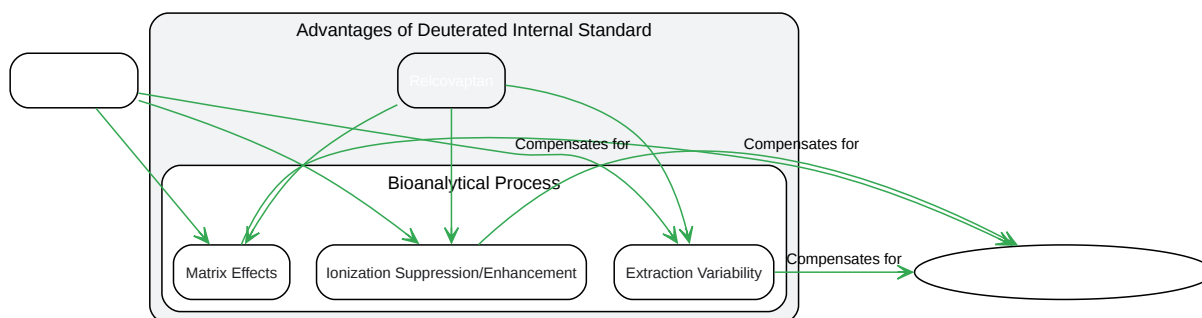 Advantages of Deuterated Internal Standard
Relcovaptan
Compensates for
Compensates for
Bioanalytical Process
Matrix Effects
Ionization Suppression/Enhancement
Extraction Variability
Compensates for